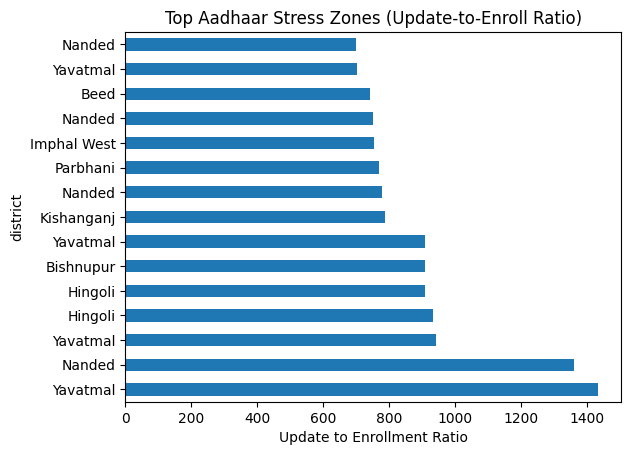 Top Aadhaar Stress Zones (Update-to-Enroll Ratio)
district
Nanded
Yavatmal
Beed
Nanded
Imphal West
Parbhani
Nanded
Kishanganj
Yavatmal
Bishnupur
Hingoli
Hingoli
Yavatmal
Nanded
Yavatmal
0 200 400 600 800 1000 1200 1400
Update to Enrollment Ratio